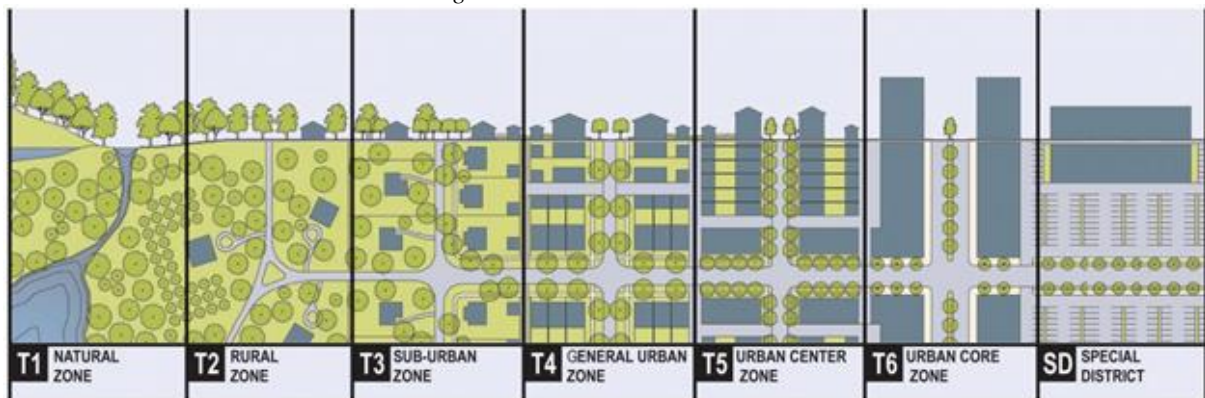 T1 NATURAL
ZONE
T2 RURAL
ZONE
T3 SUB-URBAN
ZONE
T4 GENERAL URBAN
ZONE
T5 URBAN CENTER
ZONE
T6 URBAN CORE
ZONE
SD SPECIAL
DISTRICT